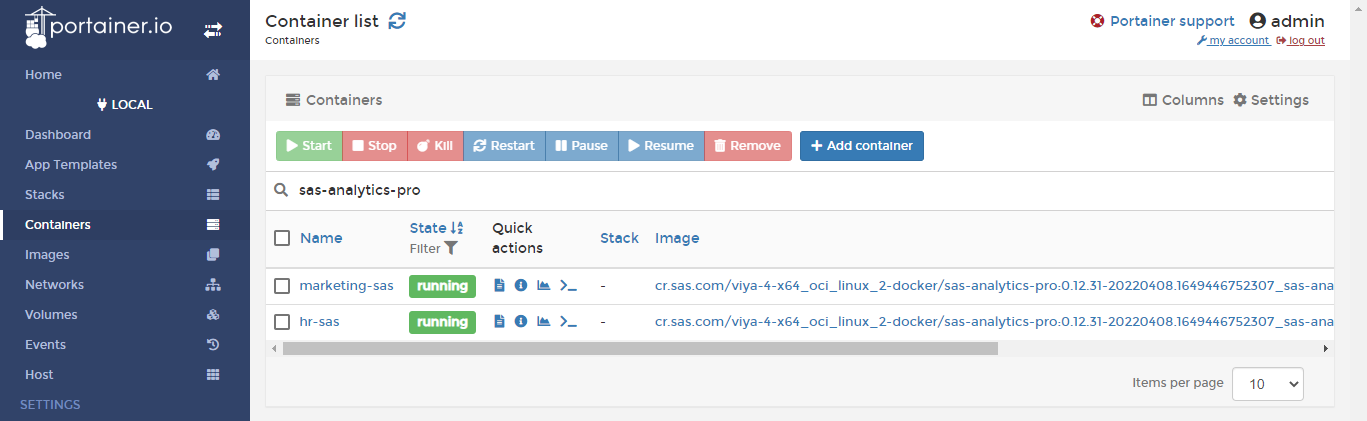 portainer.io
Home
LOCAL
Dashboard
App Templates
Stacks
Containers
Images
Networks
Volumes
Events
Host
SETTINGS
Container list
Containers
Portainer support admin
my account log out
Containers
Columns Settings
Start Stop Kill Restart Pause Resume Remove Add container
sas-analytics-pro
Name State Filter Quick actions Stack Image
marketing-sas running - cr.sas.com/viya-4-x64_oci_linux_2-docker/sas-analytics-pro:0.12.31-20220408.1649446752307_sas-ana
hr-sas running - cr.sas.com/viya-4-x64_oci_linux_2-docker/sas-analytics-pro:0.12.31-20220408.1649446752307_sas-ana
Items per page 10